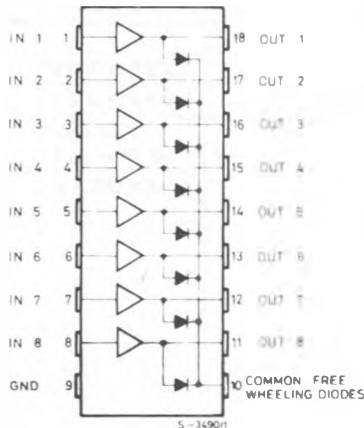 IN 1 1 18 OUT 1
IN 2 2 17 OUT 2
IN 3 3 16 OUT 3
IN 4 4 15 OUT 4
IN 5 5 14 OUT 5
IN 6 6 13 OUT 6
IN 7 7 12 OUT 7
IN 8 8 11 OUT 8
GND 9 10 COMMON FREE
WHEELING DIODES
S-3490/1